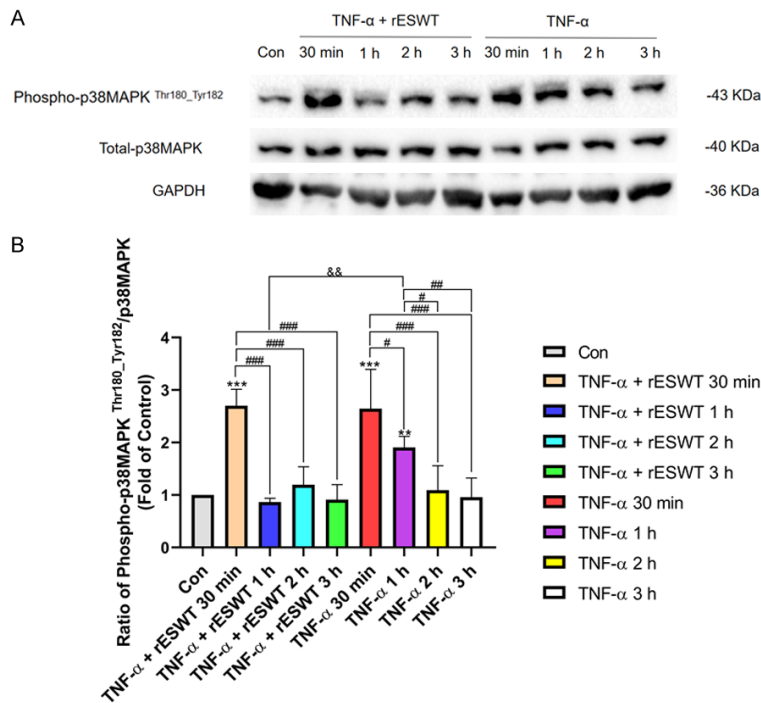 A
TNF-α + rESWT TNF-α
Con 30 min 1 h 2 h 3 h 30 min 1 h 2 h 3 h
Phospho-p38MAPK Thr180_Tyr182 -43 KDa
Total-p38MAPK -40 KDa
GAPDH -36 KDa
B
Ratio of Phospho-p38MAPK Thr180_Tyr182/p38MAPK
(Fold of Control)
&&
##
#
###
###
###
###
#
###
4
3
2
1
0
***
***
**
Con
TNF-α + rESWT 30 min
TNF-α + rESWT 1 h
TNF-α + rESWT 2 h
TNF-α + rESWT 3 h
TNF-α 30 min
TNF-α 1 h
TNF-α 2 h
TNF-α 3 h
Con
TNF-α + rESWT 30 min
TNF-α + rESWT 1 h
TNF-α + rESWT 2 h
TNF-α + rESWT 3 h
TNF-α 30 min
TNF-α 1 h
TNF-α 2 h
TNF-α 3 h